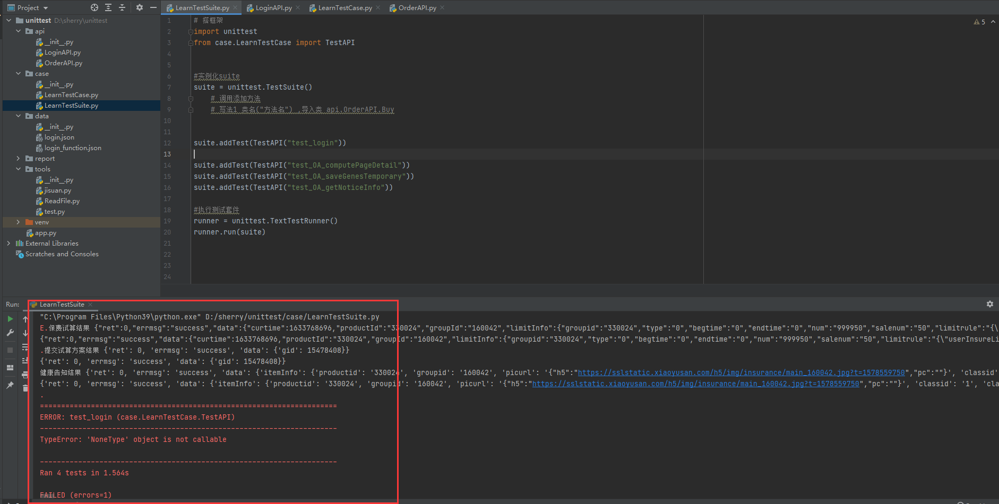 Project
LearnTestSuite.py
LoginAPI.py
LearnTestCase.py
OrderAPI.py
unittest D:\sherry\unittest
api
__init__.py
LoginAPI.py
OrderAPI.py
case
__init__.py
LearnTestCase.py
LearnTestSuite.py
data
__init__.py
login.json
login_function.json
report
tools
__init__.py
jisuan.py
ReadFile.py
test.py
venv
app.py
External Libraries
Scratches and Consoles
5
1 # 搭框架
2 import unittest
3 from case.LearnTestCase import TestAPI
4
5
6 #实例化suite
7 suite = unittest.TestSuite()
8 # 调用添加方法
9 # 写法1 类名("方法名") ,导入类 api.OrderAPI.Buy
10
11
12 suite.addTest(TestAPI("test_login"))
13
14 suite.addTest(TestAPI("test_OA_computePageDetail"))
15 suite.addTest(TestAPI("test_OA_saveGenesTemporary"))
16 suite.addTest(TestAPI("test_OA_getNoticeInfo"))
17
18 #执行测试套件
19 runner = unittest.TextTestRunner()
20 runner.run(suite)
21
22
23
24
Run: LearnTestSuite
"C:\Program Files\Python39\python.exe" D:/sherry/unittest/case/LearnTestSuite.py
E.保费试算结果 {"ret":0,"errmsg":"success","data":{"curtime":1633768696,"productId":"330024","groupId":"160042","limitInfo":{"groupid":"330024","type":"0","begtime":"0","endtime":"0","num":"999950","salenum":"50","limitrule":"{\
{"ret":0,"errmsg":"success","data":{"curtime":1633768696,"productId":"330024","groupId":"160042","limitInfo":{"groupid":"330024","type":"0","begtime":"0","endtime":"0","num":"999950","salenum":"50","limitrule":"{\"userInsureLi
.提交试算方案结果 {'ret': 0, 'errmsg': 'success', 'data': {'gid': 15478408}}
{'ret': 0, 'errmsg': 'success', 'data': {'gid': 15478408}}
健康告知结果 {'ret': 0, 'errmsg': 'success', 'data': {'itemInfo': {'productid': '330024', 'groupid': '160042', 'picurl': '{"h5":"https://sslstatic.xiaoyusan.com/h5/img/insurance/main_160042.jpg?t=1578559750","pc":""}', 'classid'
{'ret': 0, 'errmsg': 'success', 'data': {'itemInfo': {'productid': '330024', 'groupid': '160042', 'picurl': '{"h5":"https://sslstatic.xiaoyusan.com/h5/img/insurance/main_160042.jpg?t=1578559750","pc":""}', 'classid': '1', 'cla
.
======================================================================
ERROR: test_login (case.LearnTestCase.TestAPI)
----------------------------------------------------------------------
TypeError: 'NoneType' object is not callable
----------------------------------------------------------------------
Ran 4 tests in 1.564s
FAILED (errors=1)